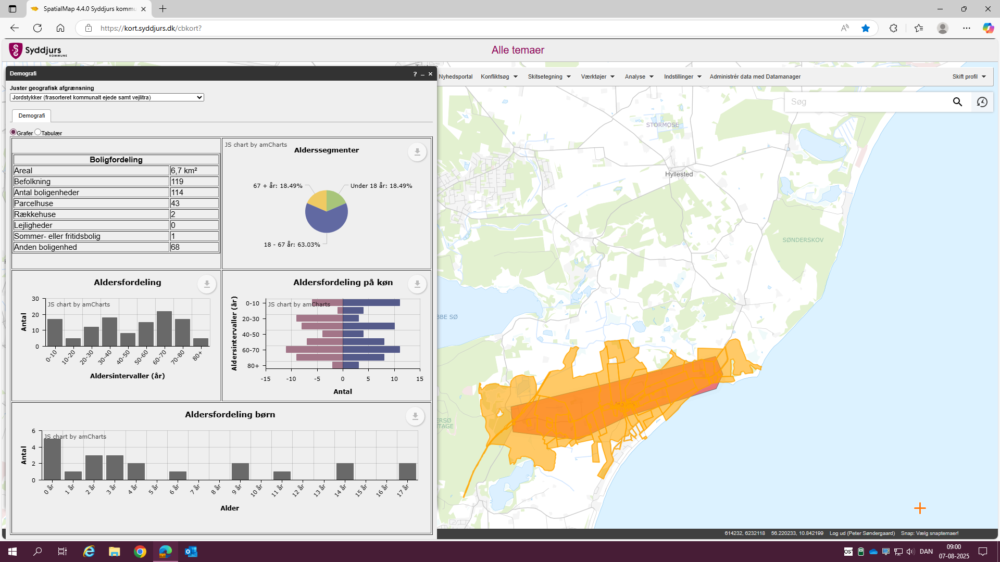 SpatialMap 4.4.0 Syddjurs kommu
https://kort.syddjurs.dk/cbkort?
Syddjurs
KOMMUNE
Alle temaer
Demografi
?
Nyhedsportal
Konfliktsøg
Skitsetegning
Værktøjer
Analyse
Indstillinger
Administrér data med Datamanager
Skift profil
Juster geografisk afgrænsning
Jordstykker (frasorteret kommunalt ejede samt vejlitra)
Søg
Demografi
Grafer
Tabulær
Boligfordeling
Areal 6,7 km²
Befolkning 119
Antal boligenheder 114
Parcelhuse 43
Rækkehuse 2
Lejligheder 0
Sommer- eller fritidsbolig 1
Anden boligenhed 68
JS chart by amCharts
Alderssegmenter
67 + år: 18.49%
Under 18 år: 18.49%
18 - 67 år: 63.03%
Aldersfordeling
JS chart by amCharts
Antal
30
20
10
0
0-10
10-20
20-30
30-40
40-50
50-60
60-70
70-80
80+
Aldersintervaller (år)
Aldersfordeling på køn
JS chart by amCharts
Aldersintervaller (år)
0-10
20-30
40-50
60-70
80+
-15
-10
-5
0
5
10
15
Antal
Aldersfordeling børn
JS chart by amCharts
Antal
6
4
2
0
0 år
1 år
2 år
3 år
4 år
5 år
6 år
7 år
8 år
9 år
10 år
11 år
12 år
13 år
14 år
15 år
16 år
17 år
Alder
STORMOSE
Hyllested
SØNDERSKOV
BBE SØ
ERSØ
TAGE
614232, 6232118
56.220233, 10.842199
Log ud (Peter Søndergaard)
Snap: Vælg snaptemaer!
DAN
09:00
07-08-2025